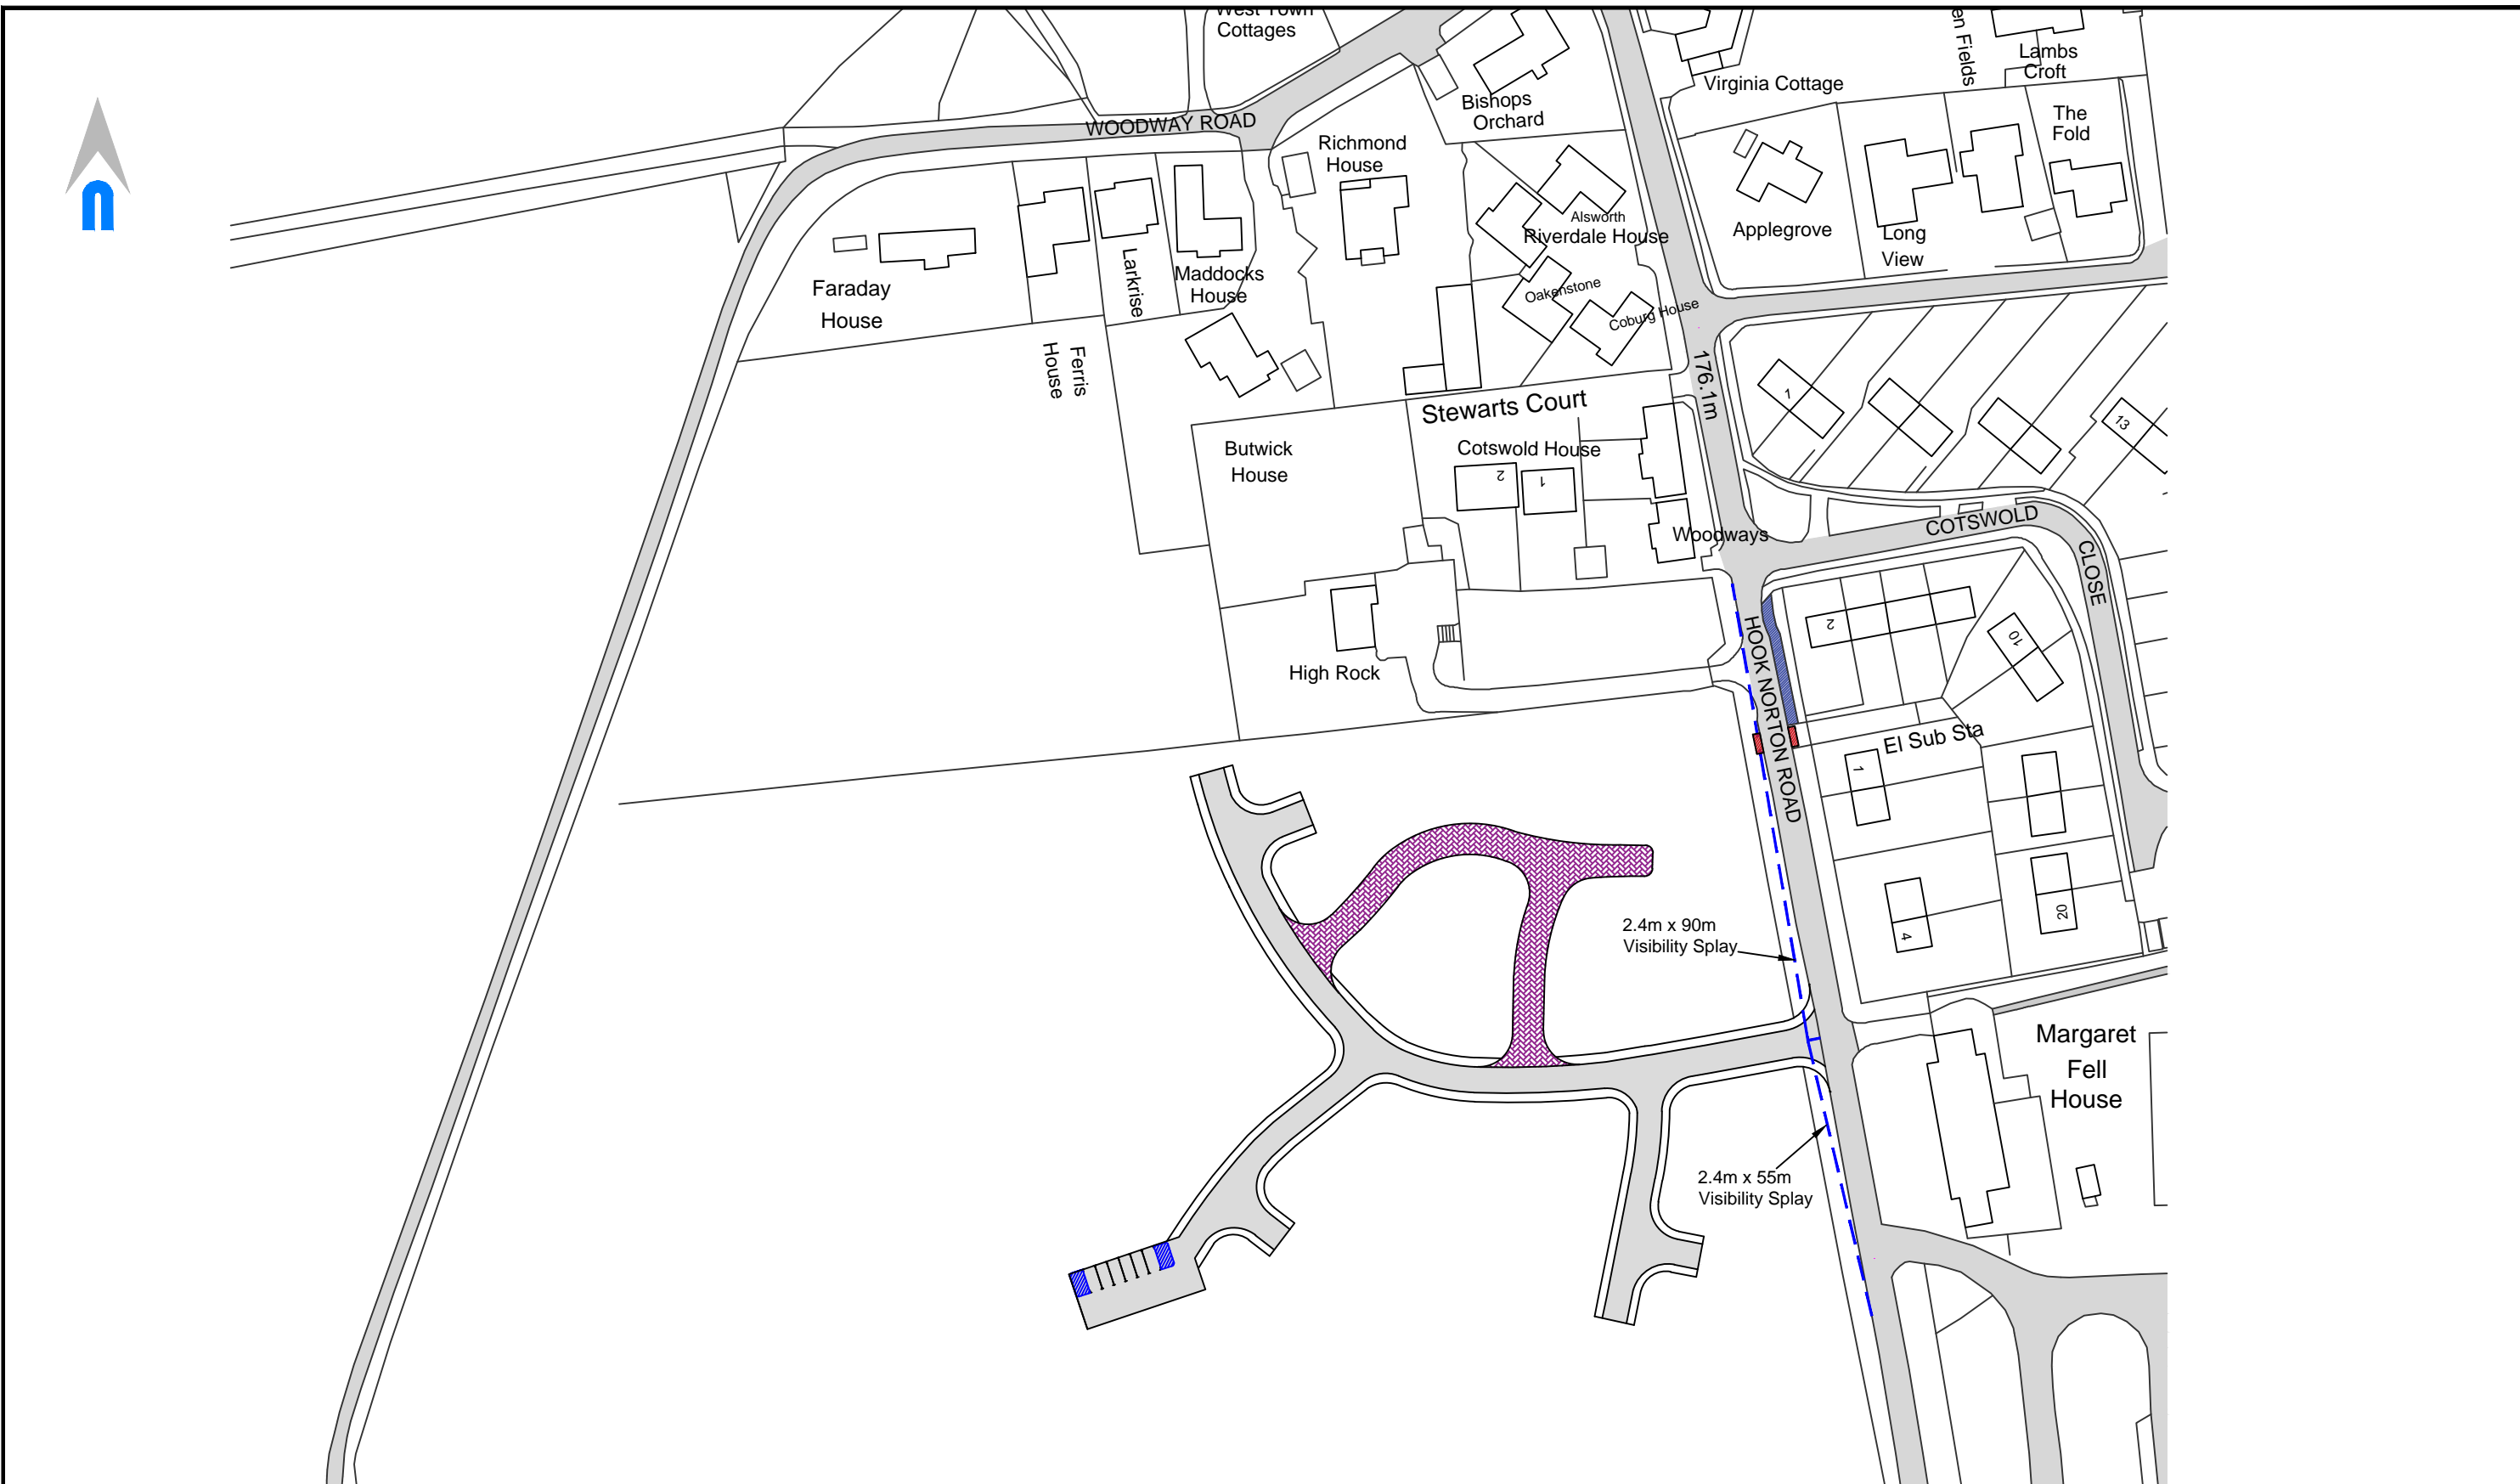 West Town
Cottages
en Fields
Lambs
Croft
Virginia Cottage
Bishops
Orchard
The
Fold
WOODWAY ROAD
Richmond
House
Alsworth
Riverdale House
Applegrove
Long
View
Larkrise
Maddocks
House
Faraday
House
Oakenstone
Coburg House
Ferris
House
176.1m
1
13
Stewarts Court
Cotswold House
2
1
Butwick
House
Woodways
COTSWOLD
CLOSE
2
10
HOOK NORTON ROAD
High Rock
El Sub Sta
1
4
20
2.4m x 90m
Visibility Splay
Margaret
Fell
House
2.4m x 55m
Visibility Splay